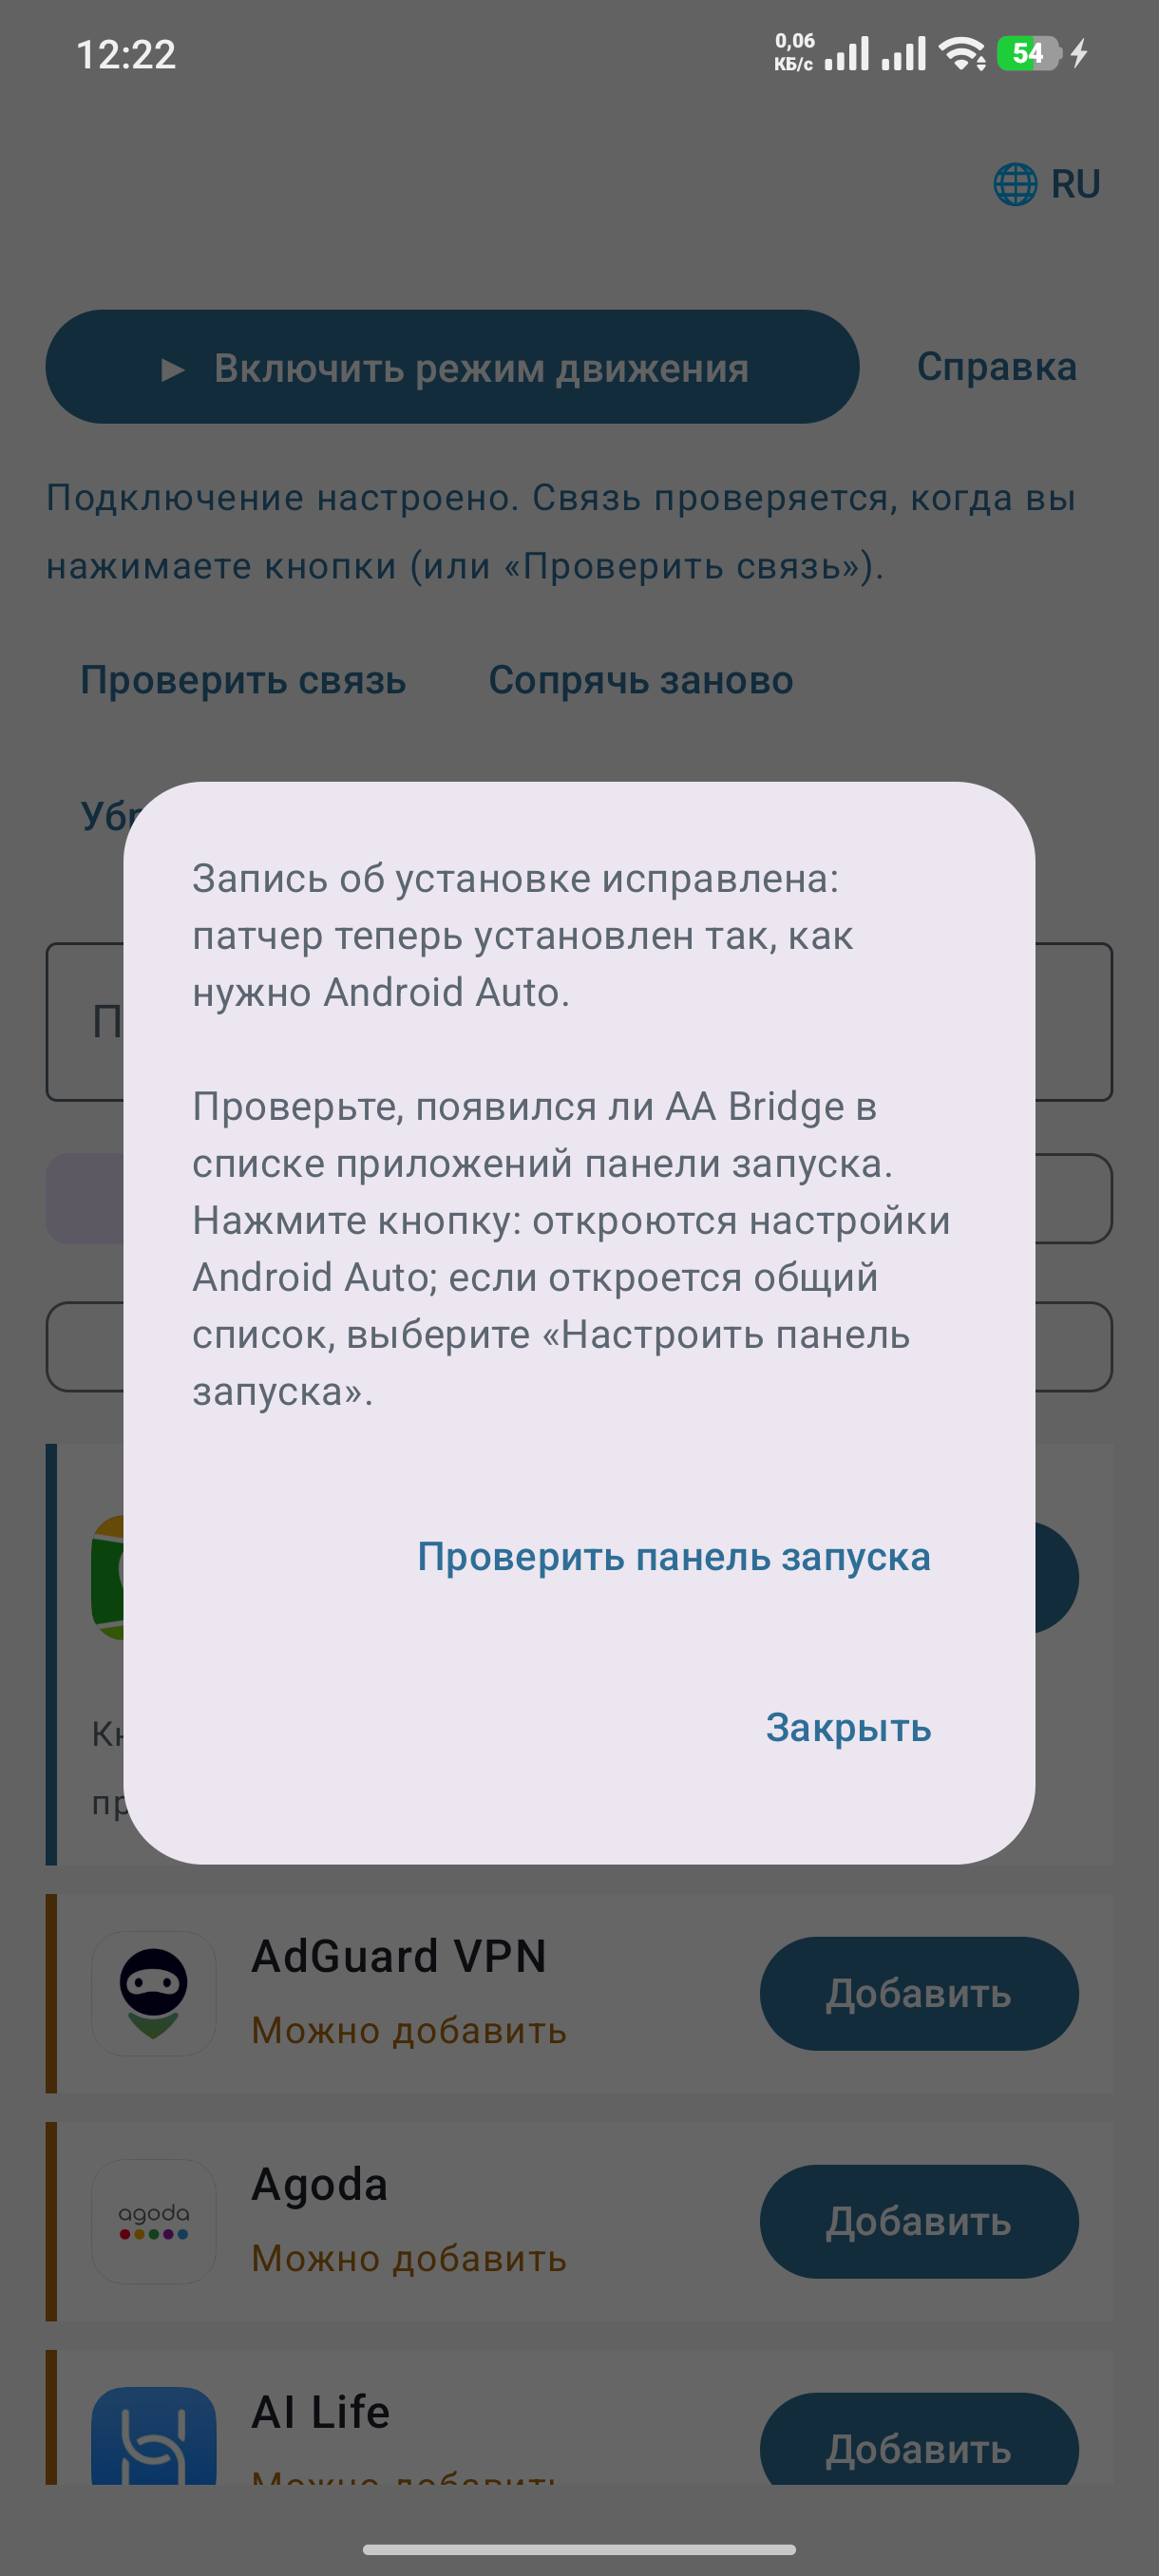 12:22
0,06
КБ/с
54
RU
Включить режим движения
Справка
Подключение настроено. Связь проверяется, когда вы
нажимаете кнопки (или «Проверить связь»).
Проверить связь
Сопрячь заново
Запись об установке исправлена:
патчер теперь установлен так, как
нужно Android Auto.
Проверьте, появился ли AA Bridge в
списке приложений панели запуска.
Нажмите кнопку: откроются настройки
Android Auto; если откроется общий
список, выберите «Настроить панель
запуска».
Проверить панель запуска
Закрыть
AdGuard VPN
Можно добавить
Добавить
agoda
Agoda
Можно добавить
Добавить
AI Life
Можно добавить
Добавить